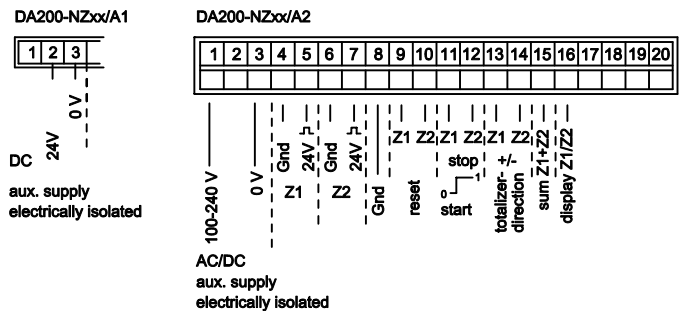 DA200-NZxx/A1
1 2 3
24V
0 V
DC
aux. supply
electrically isolated
DA200-NZxx/A2
1 2 3 4 5 6 7 8 9 10 11 12 13 14 15 16 17 18 19 20
100-240 V
0 V
Gnd
24V
Z1
Gnd
24V
Z2
Gnd
Z1 Z2
reset
Z1 Z2
stop
0 1
start
Z1 Z2
totalizer- +/-
direction
sum Z1+Z2
display Z1/Z2
AC/DC
aux. supply
electrically isolated